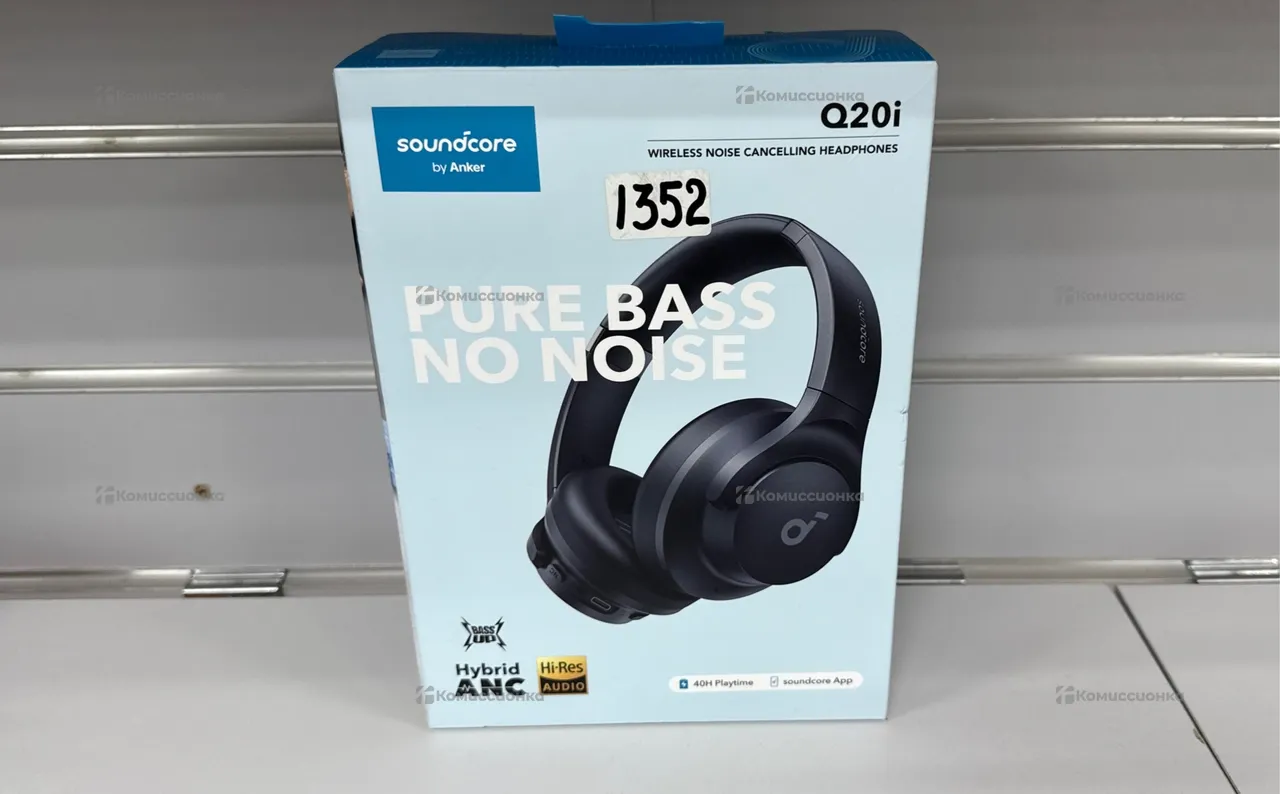 Комиссионка
Комиссионка
Q20i
soundcore
by Anker
WIRELESS NOISE CANCELLING HEADPHONES
1352
Комиссионка
Комиссионка
PURE BASS
NO NOISE
soundcore
Комиссионка
Комиссионка
BASS
UP
Hybrid
ANC
Hi-Res
AUDIO
40H Playtime
soundcore App
Комиссионка
Комиссионка